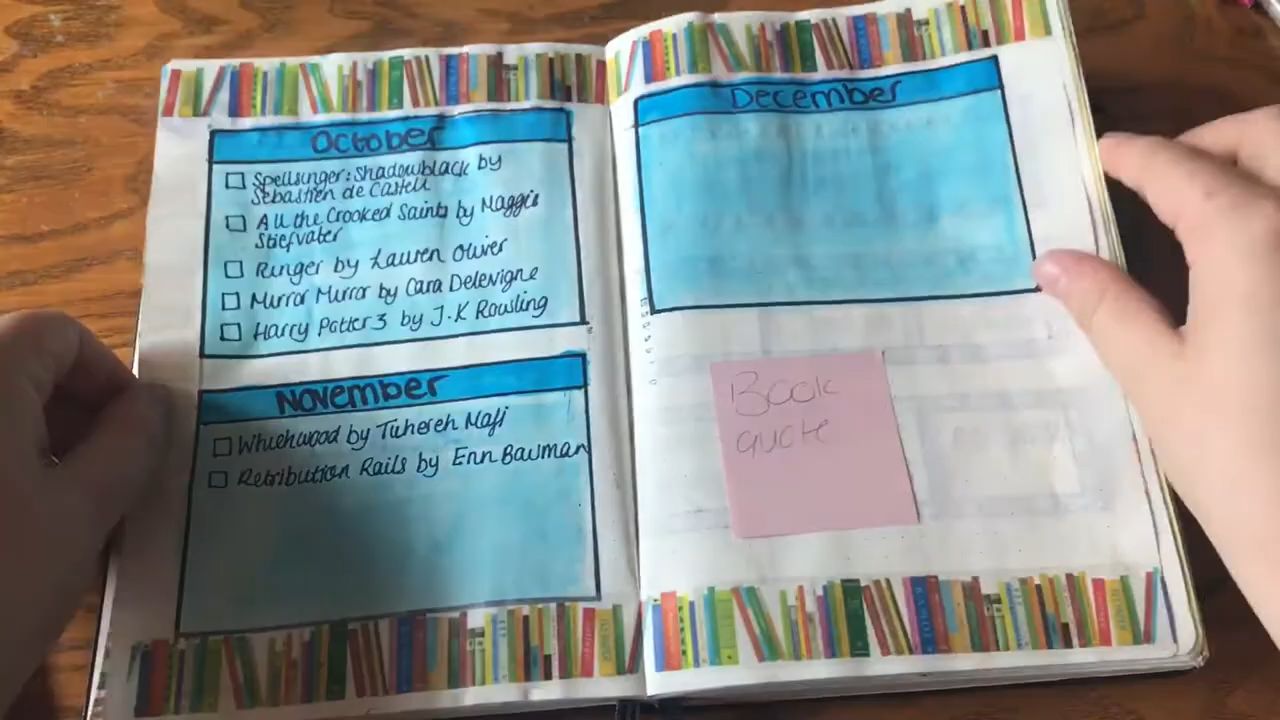 October
Spellslinger: Shadowblack by
Sebastien de Castell
All the Crooked Saints by Maggie
Stiefvater
Ringer by Lauren Oliver
Mirror Mirror by Cara Delevigne
Harry Potter 3 by J.K Rowling
November
Whichwood by Tahereh Mafi
Retribution Rails by Erin Bowman
December
Book
quote